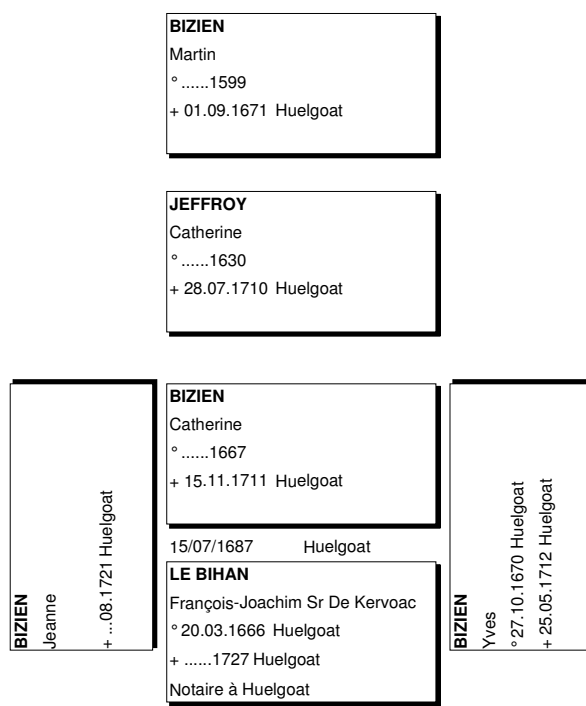 BIZIEN
Martin
° ......1599
+ 01.09.1671 Huelgoat
JEFFROY
Catherine
° ......1630
+ 28.07.1710 Huelgoat
BIZIEN
Jeanne
+ ...08.1721 Huelgoat
BIZIEN
Catherine
° ......1667
+ 15.11.1711 Huelgoat
15/07/1687 Huelgoat
LE BIHAN
François-Joachim Sr De Kervoac
° 20.03.1666 Huelgoat
+ ......1727 Huelgoat
Notaire à Huelgoat
BIZIEN
Yves
° 27.10.1670 Huelgoat
+ 25.05.1712 Huelgoat